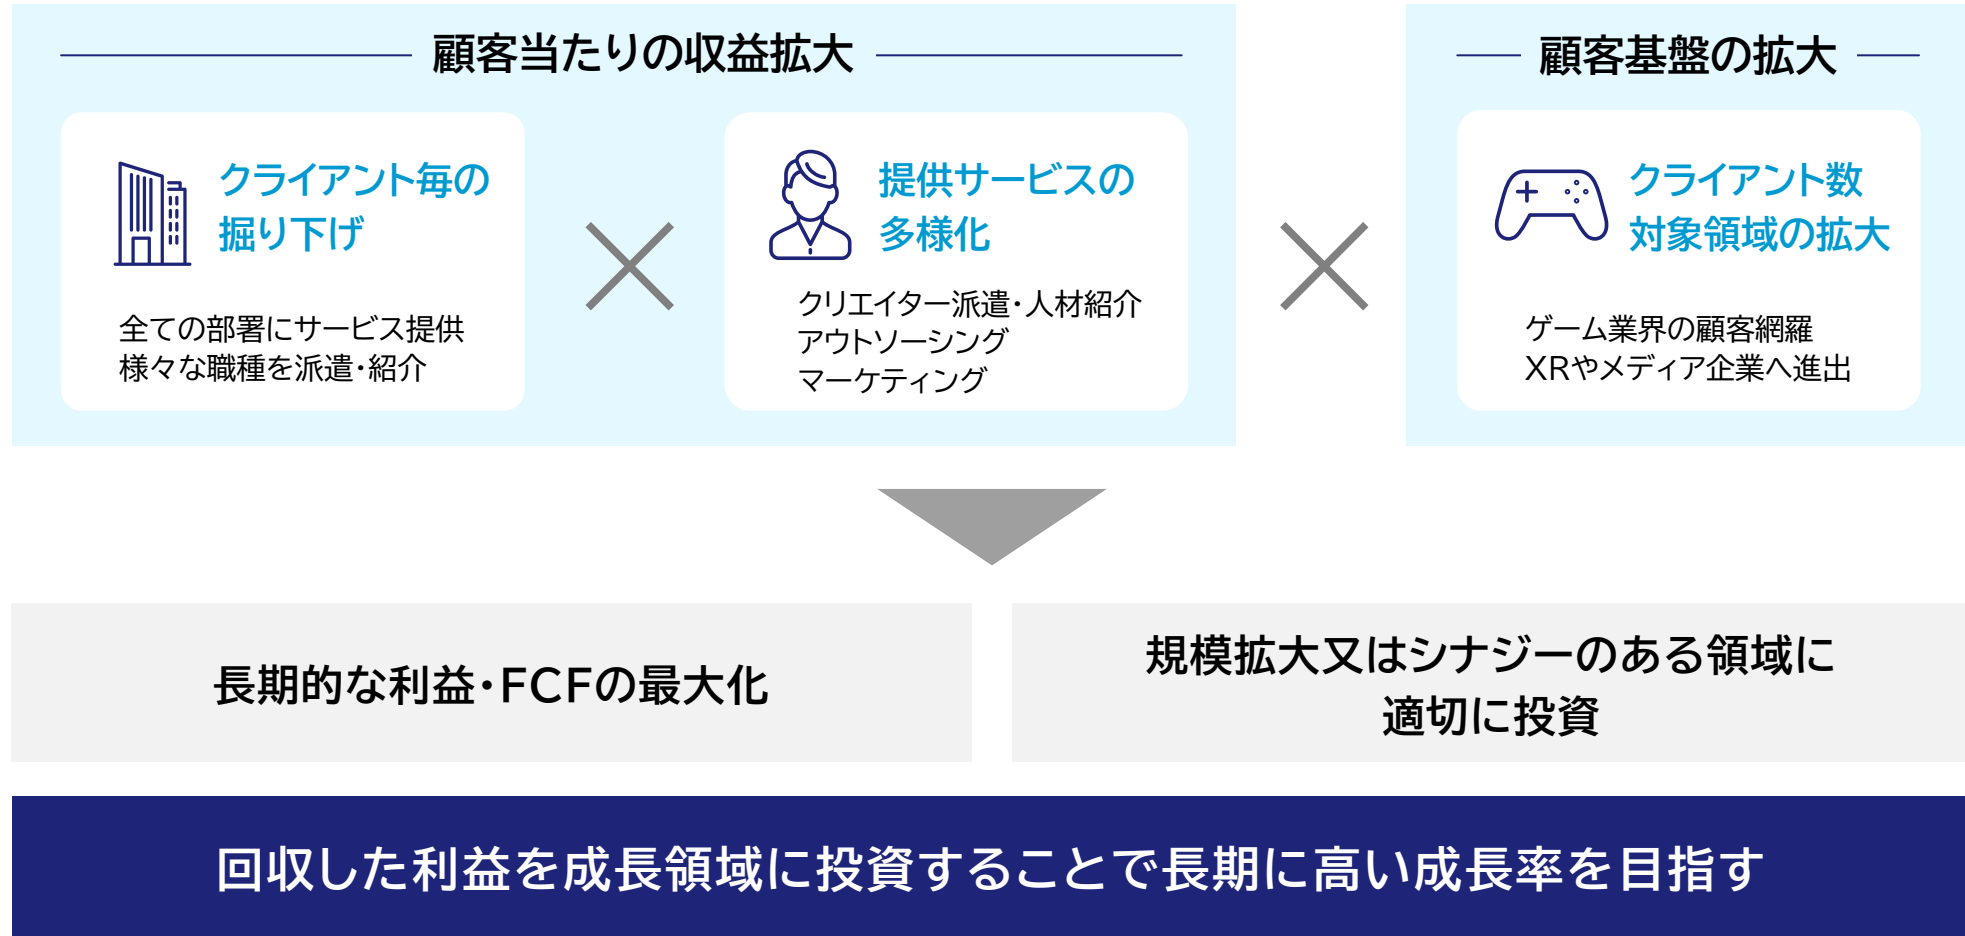 顧客当たりの収益拡大
クライアント毎の
掘り下げ
全ての部署にサービス提供
様々な職種を派遣・紹介
提供サービスの
多様化
クリエイター派遣・人材紹介
アウトソーシング
マーケティング
顧客基盤の拡大
クライアント数
対象領域の拡大
ゲーム業界の顧客網羅
XRやメディア企業へ進出
長期的な利益・FCFの最大化
規模拡大又はシナジーのある領域に
適切に投資
回収した利益を成長領域に投資することで長期に高い成長率を目指す